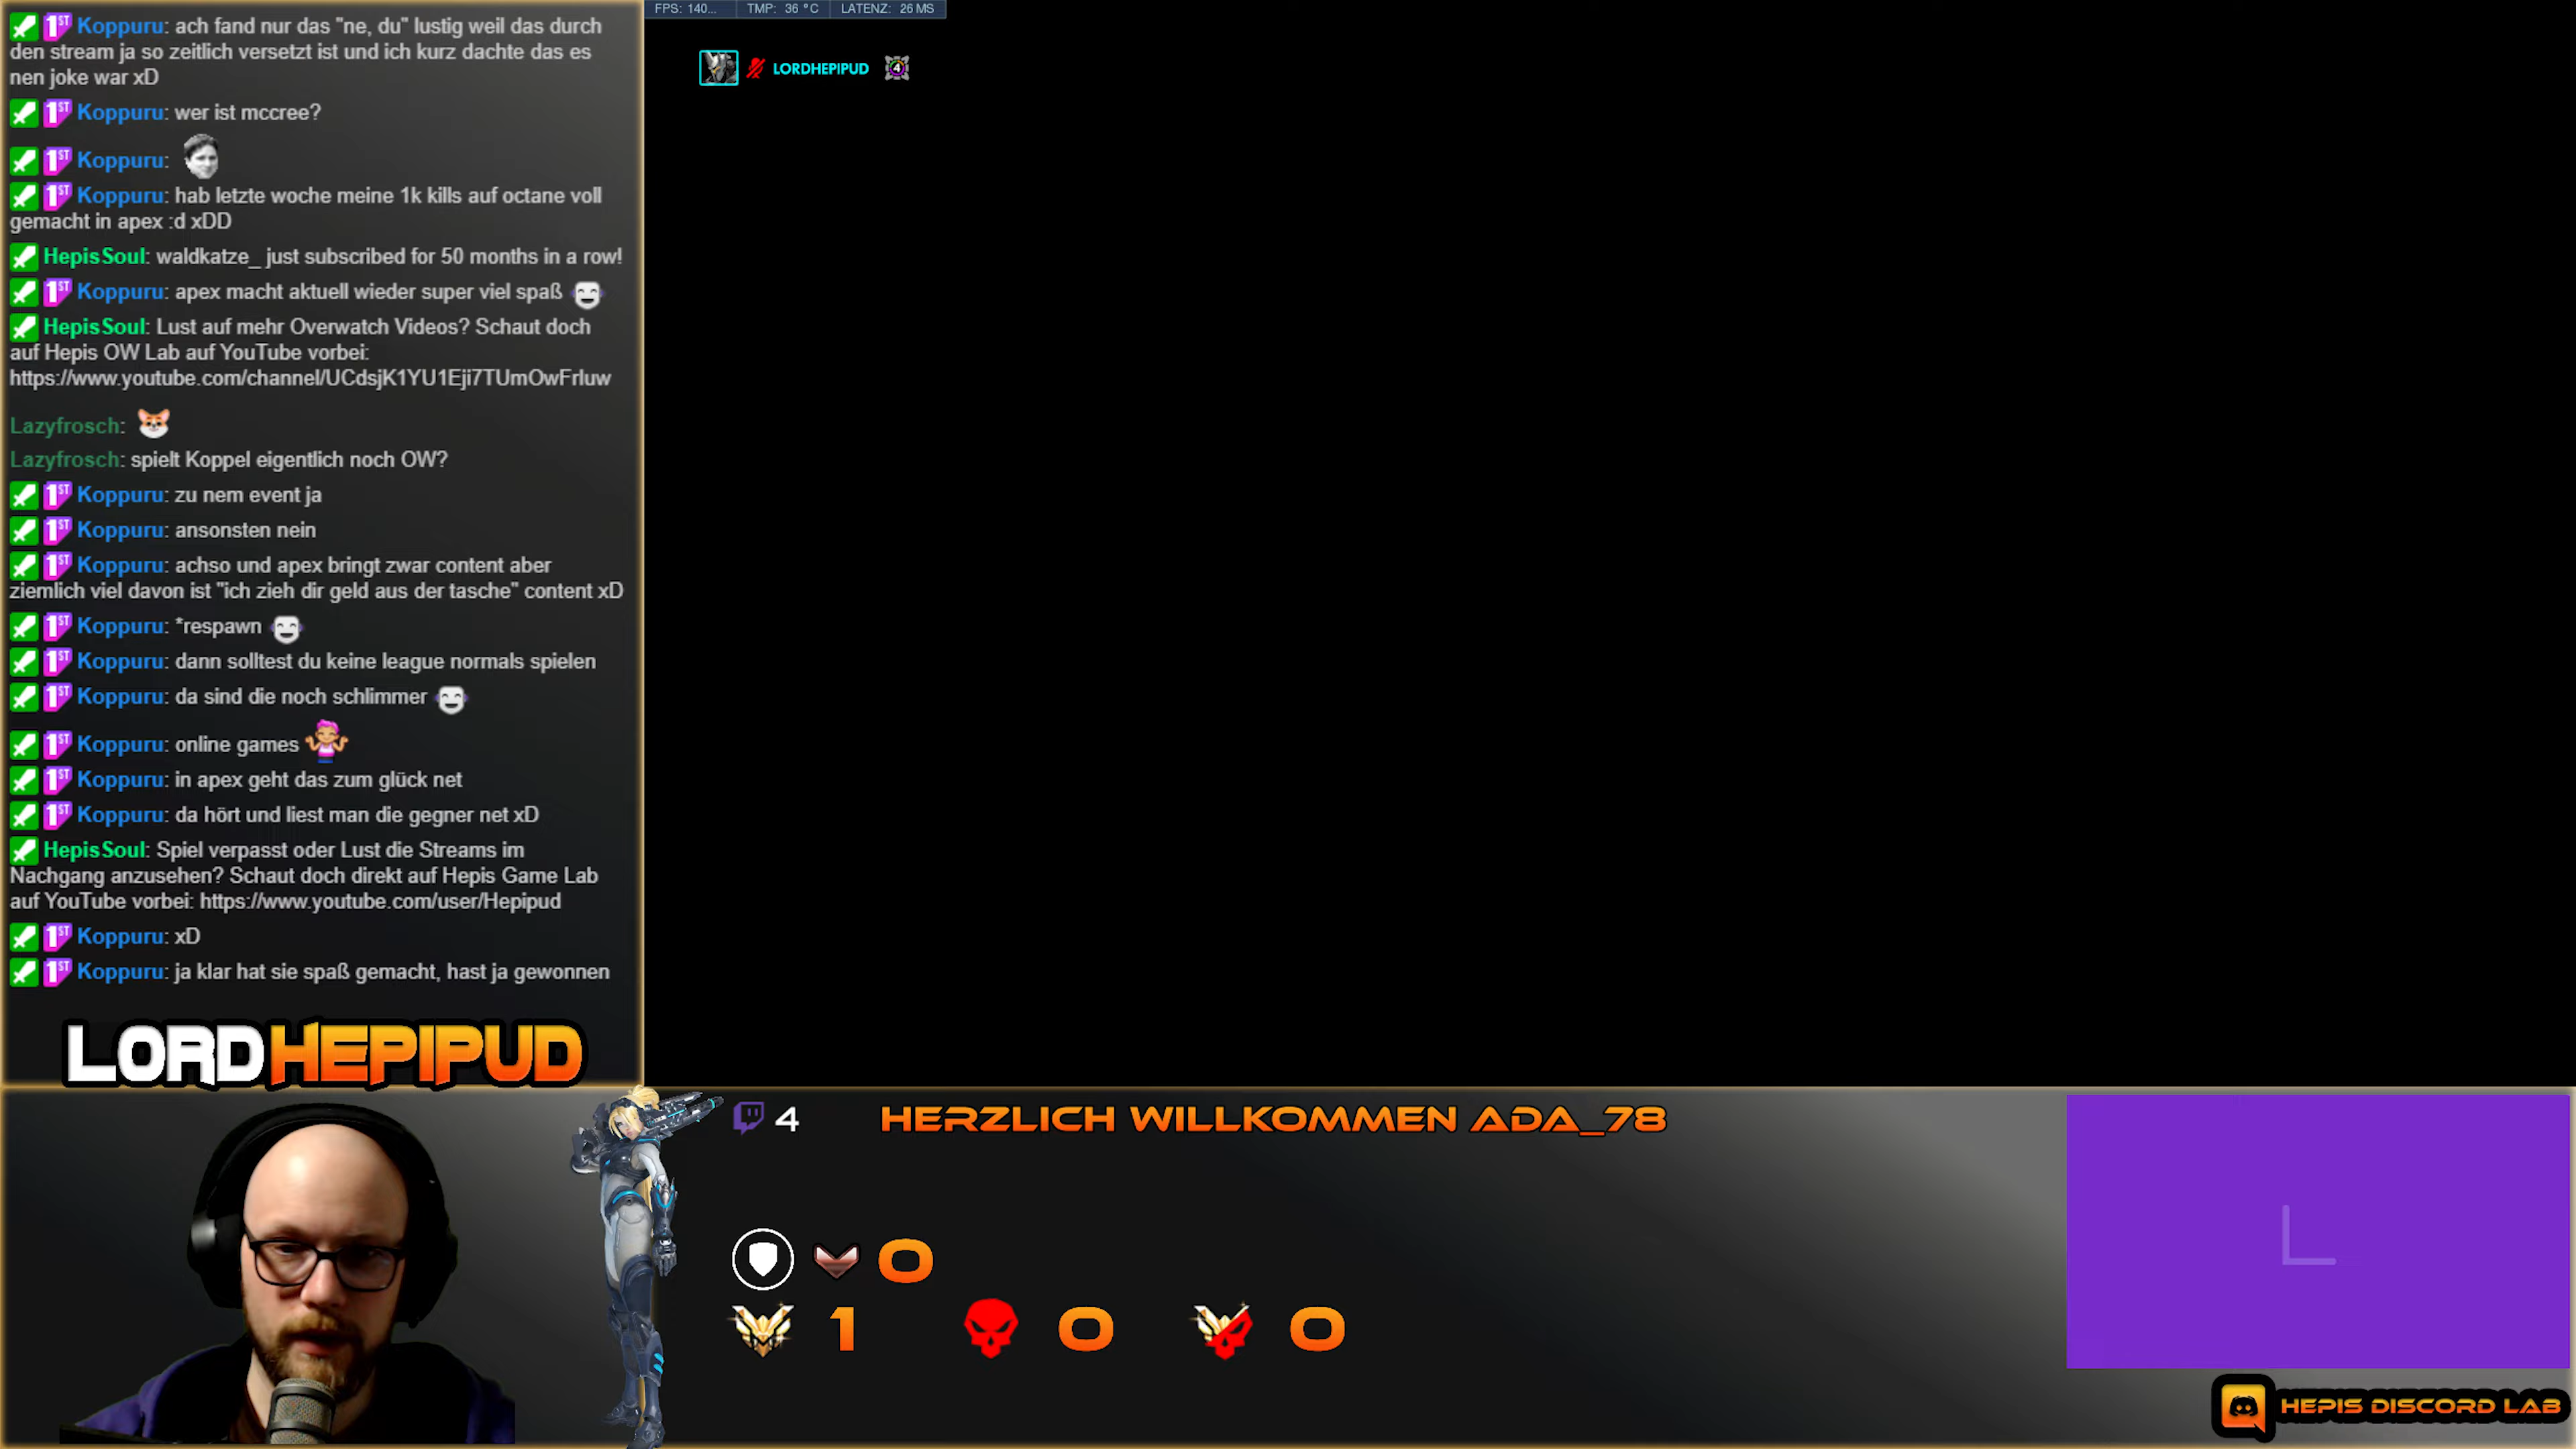 Koppuru: ach fand nur das "ne, du" lustig weil das durch
den stream ja so zeitlich versetzt ist und ich kurz dachte das es
nen joke war xD
Koppuru: wer ist mccree?
Koppuru:
Koppuru: hab letzte woche meine 1k kills auf octane voll
gemacht in apex :d xDD
HepisSoul: waldkatze_ just subscribed for 50 months in a row!
Koppuru: apex macht aktuell wieder super viel spaß
HepisSoul: Lust auf mehr Overwatch Videos? Schaut doch
auf Hepis OW Lab auf YouTube vorbei:
https://www.youtube.com/channel/UCdsjK1YU1Eji7TUmOwFrluw
Lazyfrosch:
Lazyfrosch: spielt Koppel eigentlich noch OW?
Koppuru: zu nem event ja
Koppuru: ansonsten nein
Koppuru: achso und apex bringt zwar content aber
ziemlich viel davon ist "ich zieh dir geld aus der tasche" content xD
Koppuru: *respawn
Koppuru: dann solltest du keine league normals spielen
Koppuru: da sind die noch schlimmer
Koppuru: online games
Koppuru: in apex geht das zum glück net
Koppuru: da hört und liest man die gegner net xD
HepisSoul: Spiel verpasst oder Lust die Streams im
Nachgang anzusehen? Schaut doch direkt auf Hepis Game Lab
auf YouTube vorbei: https://www.youtube.com/user/Hepipud
Koppuru: xD
Koppuru: ja klar hat sie spaß gemacht, hast ja gewonnen
LORDHEPIPUD
FPS: 140... TMP: 36 °C LATENZ: 26 MS
LORDHEPIPUD 4
4 HERZLICH WILLKOMMEN ADA_78
0
1 0 0
HEPIS DISCORD LAB